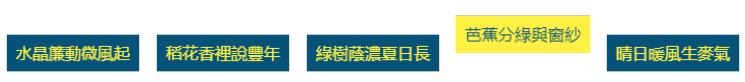 水晶簾動微風起
稻花香裡說豐年
綠樹蔭濃夏日長
芭蕉分綠與窗紗
晴日暖風生麥氣